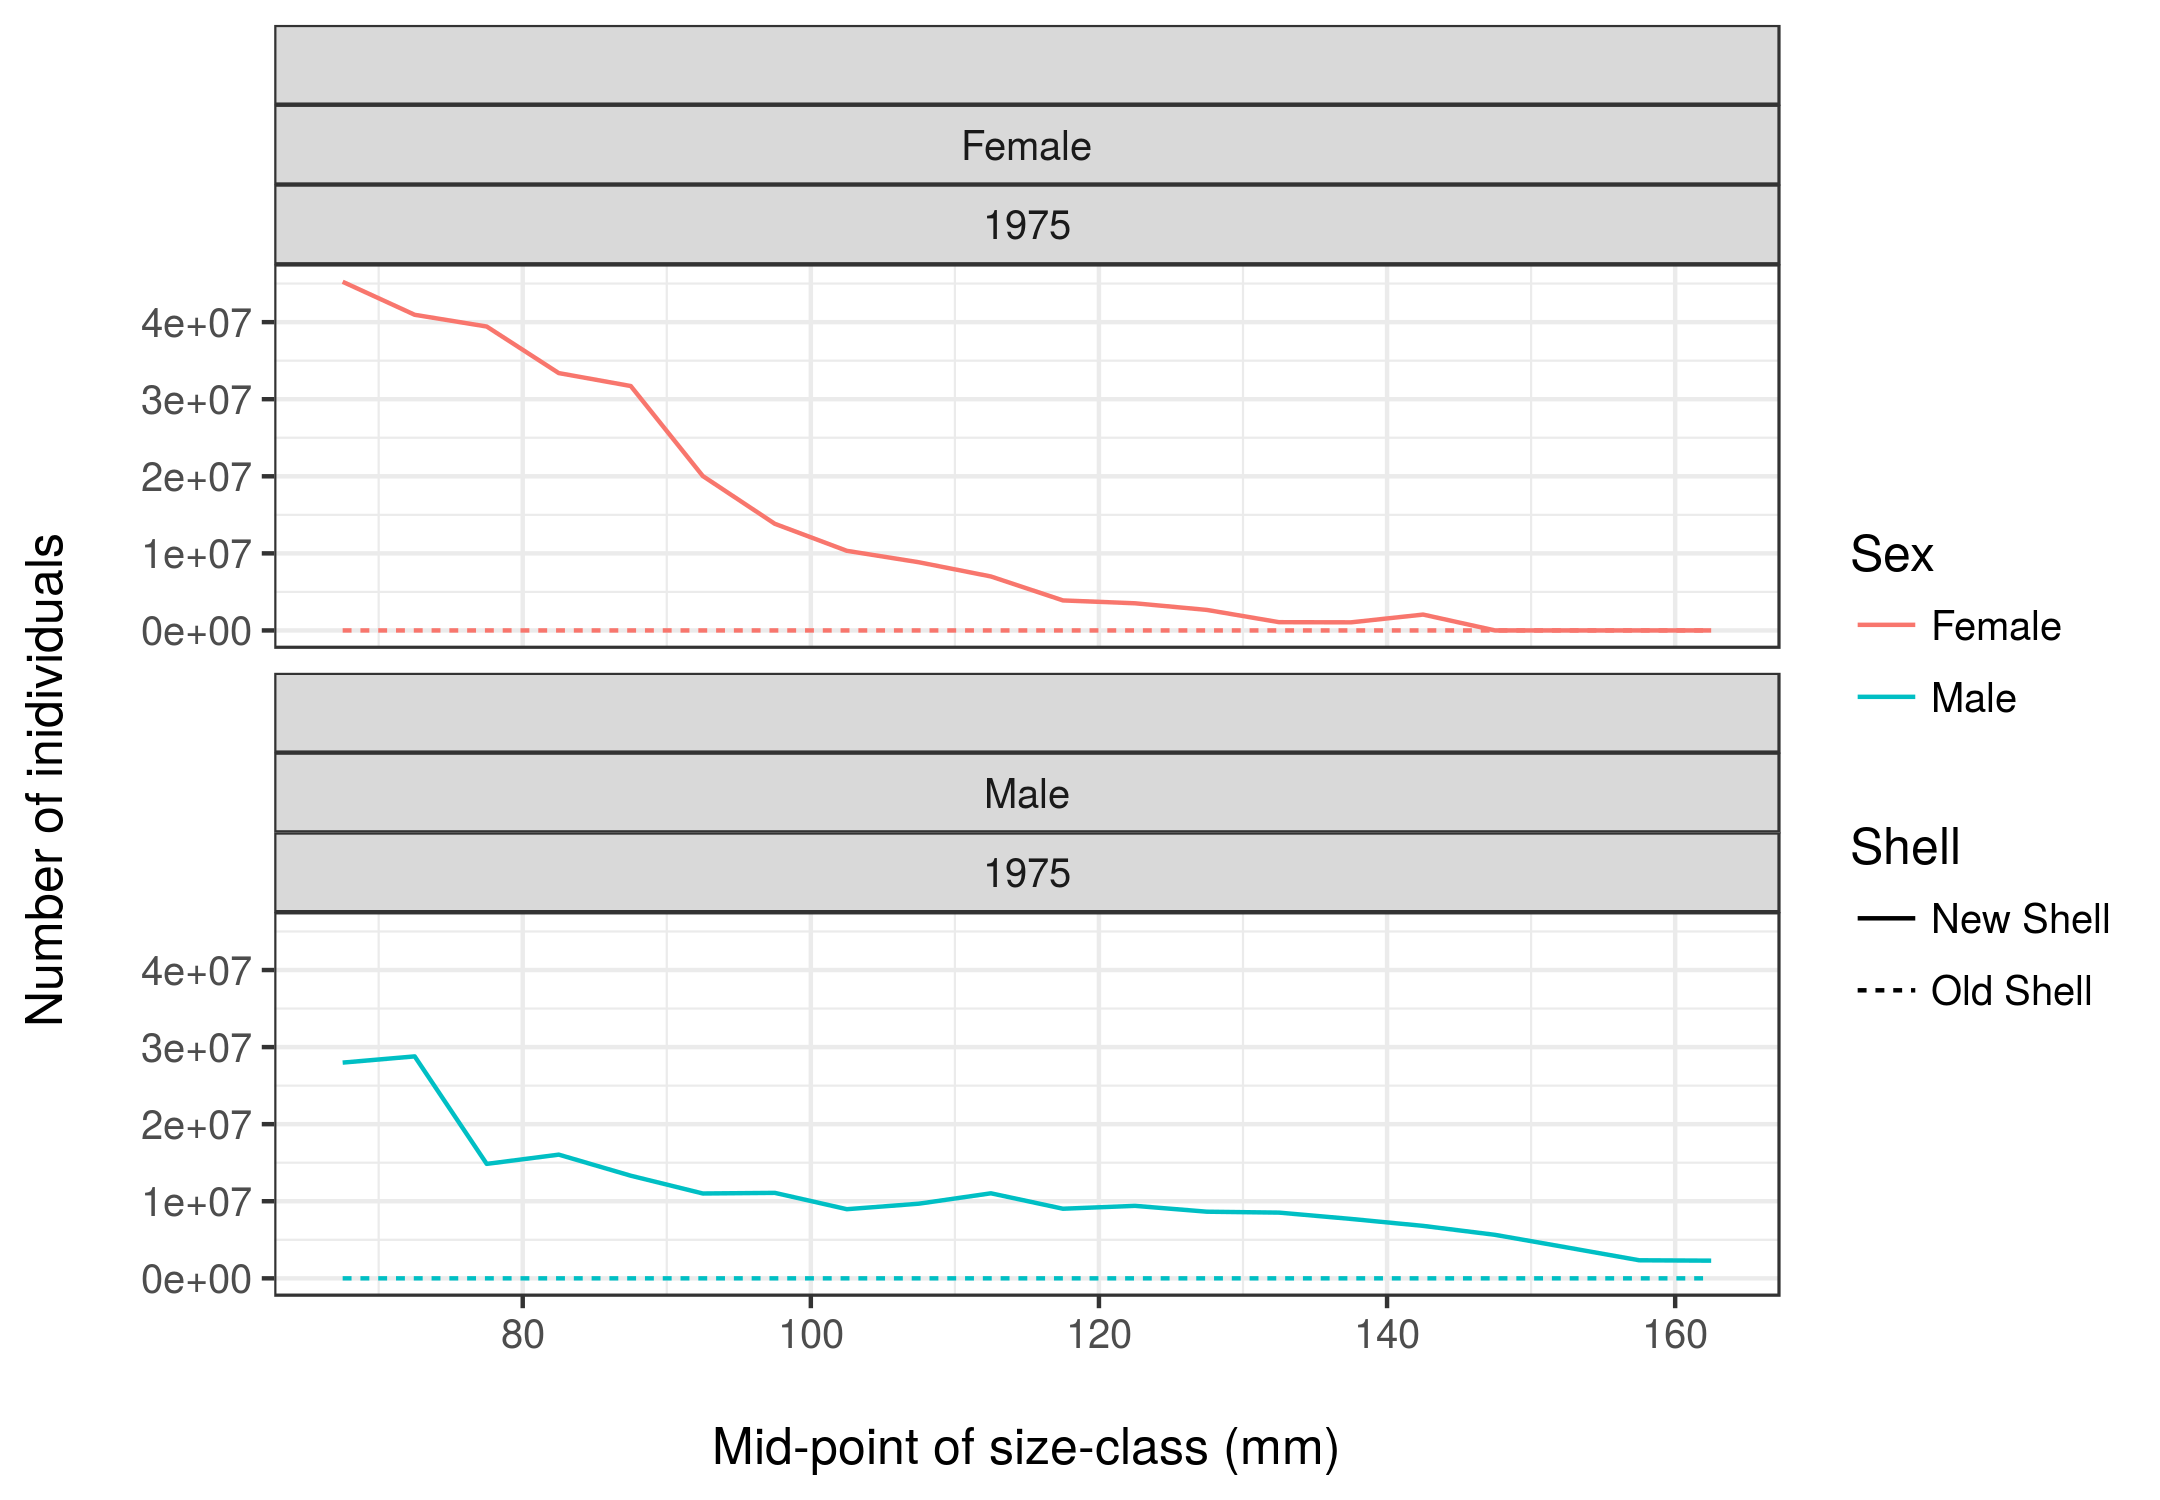 Female
1975
4e+07
3e+07
2e+07
1e+07
0e+00
Male
1975
4e+07
3e+07
2e+07
1e+07
0e+00
80 100 120 140 160
Mid-point of size-class (mm)
Number of inidividuals
Sex
Female
Male
Shell
New Shell
Old Shell